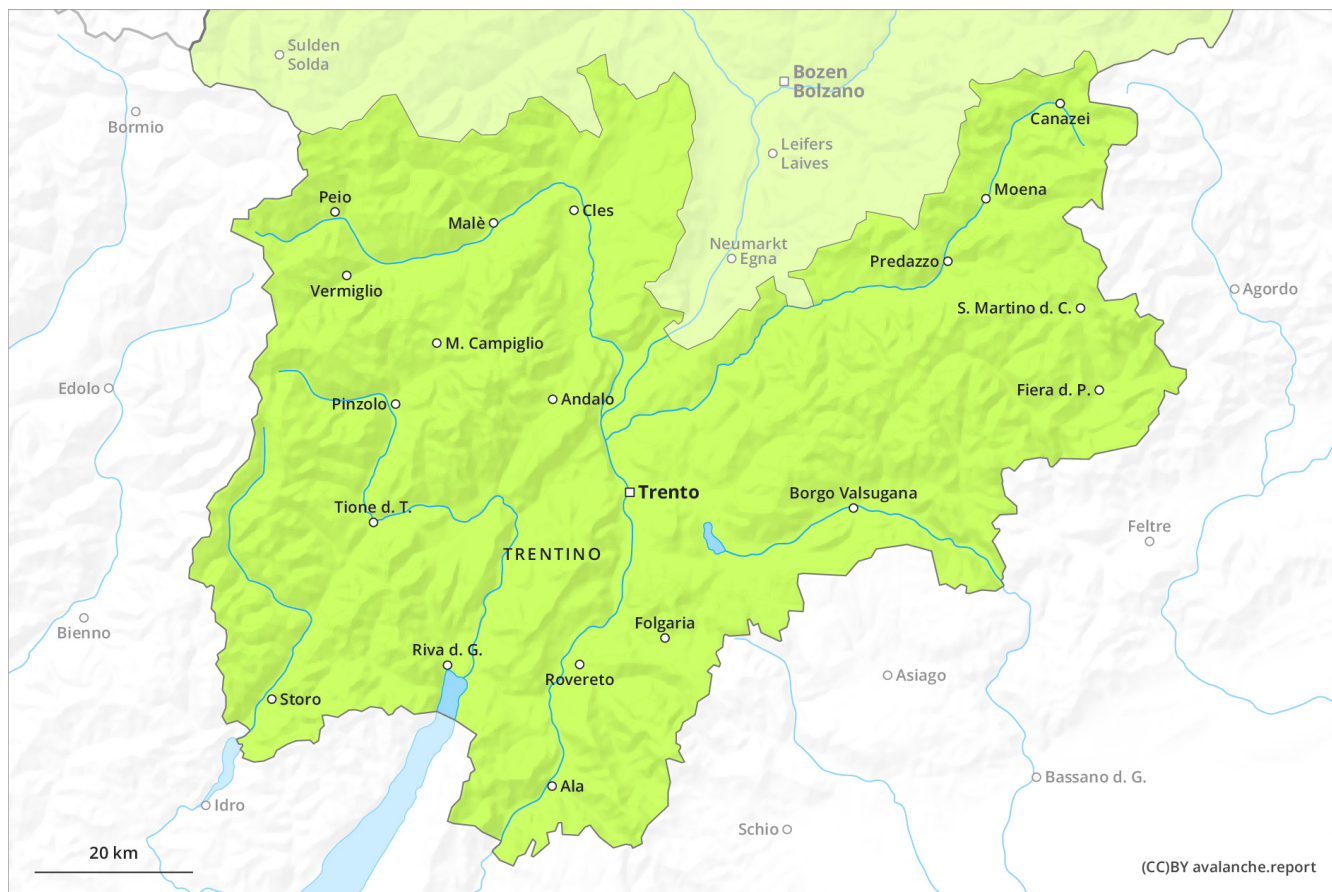 Sulden
Solda
Bozen
Bolzano
Bormio
Canazei
Leifers
Laives
Moena
Peio
Malè
Cles
Neumarkt
Egna
Predazzo
Vermiglio
Agordo
S. Martino d. C.
M. Campiglio
Edolo
Fiera d. P.
Pinzolo
Andalo
Trento
Borgo Valsugana
Tione d. T.
Feltre
TRENTINO
Bienno
Folgaria
Riva d. G.
Rovereto
Asiago
Storo
Bassano d. G.
Ala
Idro
Schio
20 km
(CC)BY avalanche.report